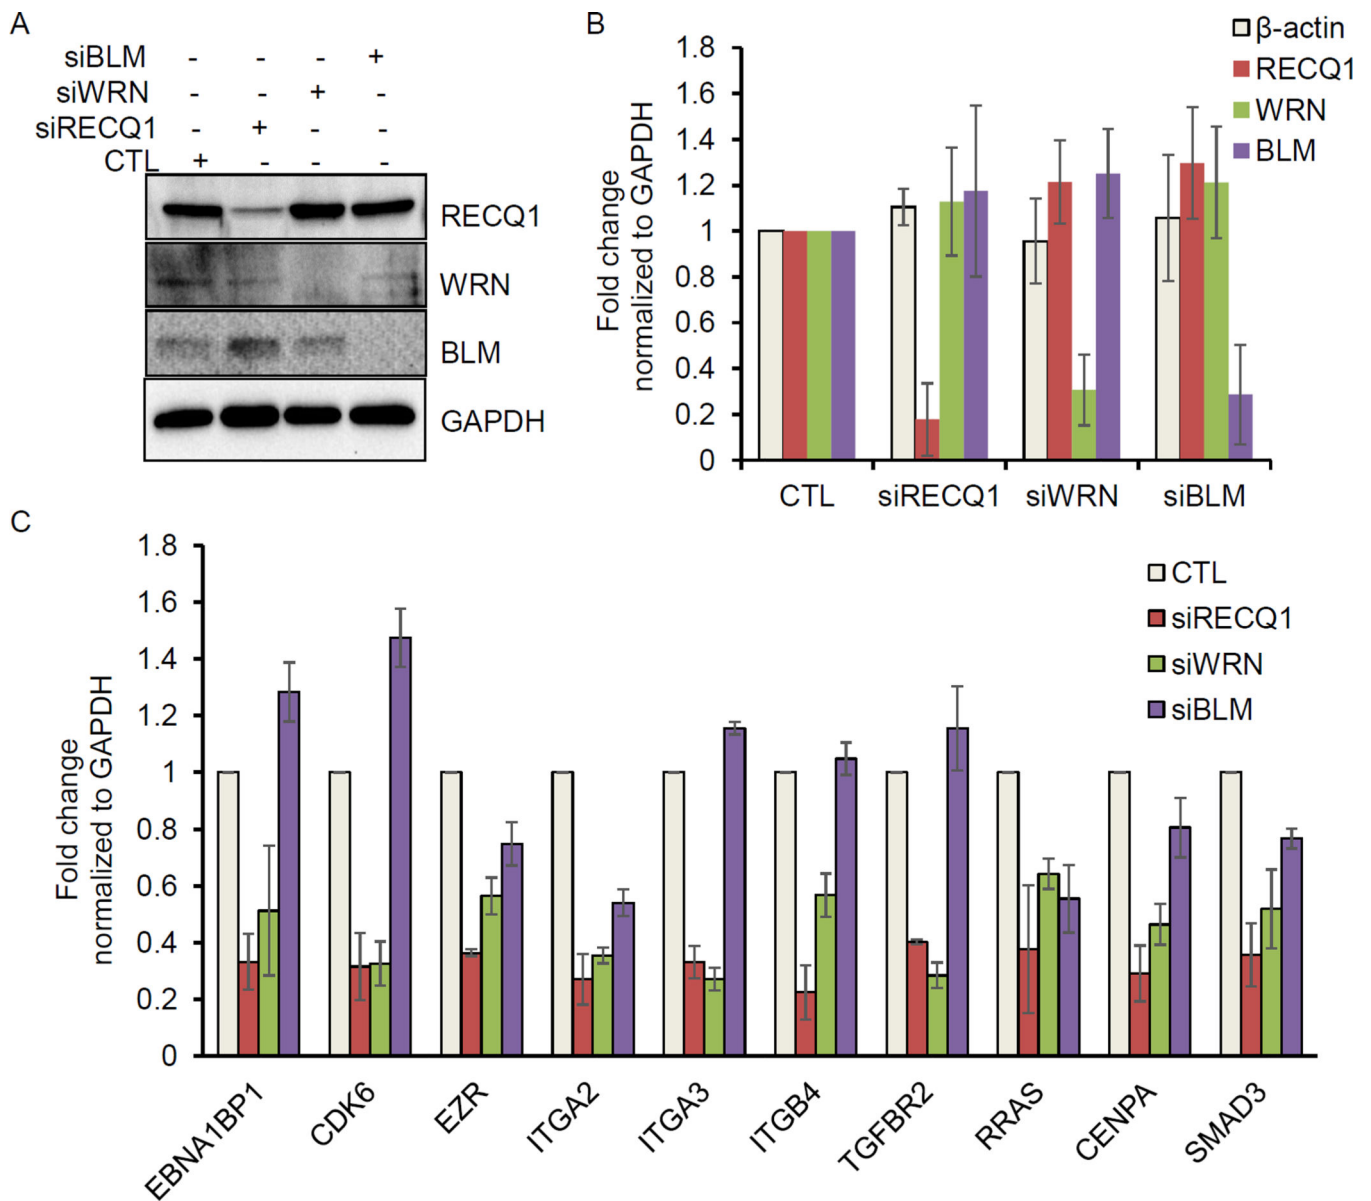 A
siBLM - - - +
siWRN - - + -
siRECQ1 - + - -
CTL + - - -
RECQ1
WRN
BLM
GAPDH
B
Fold change
normalized to GAPDH
1.8
1.6
1.4
1.2
1
0.8
0.6
0.4
0.2
0
CTL siRECQ1 siWRN siBLM
β-actin
RECQ1
WRN
BLM
C
Fold change
normalized to GAPDH
1.8
1.6
1.4
1.2
1
0.8
0.6
0.4
0.2
0
EBNA1BP1 CDK6 EZR ITGA2 ITGA3 ITGB4 TGFBR2 RRAS CENPA SMAD3
CTL
siRECQ1
siWRN
siBLM